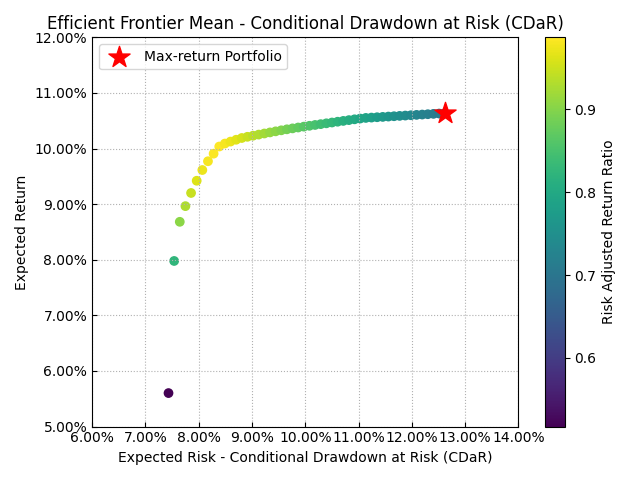 Efficient Frontier Mean - Conditional Drawdown at Risk (CDaR)
12.00%
11.00%
10.00%
9.00%
8.00%
7.00%
6.00%
5.00%
Expected Return
Max-return Portfolio
6.00% 7.00% 8.00% 9.00% 10.00% 11.00% 12.00% 13.00% 14.00%
Expected Risk - Conditional Drawdown at Risk (CDaR)
0.9
0.8
0.7
0.6
Risk Adjusted Return Ratio